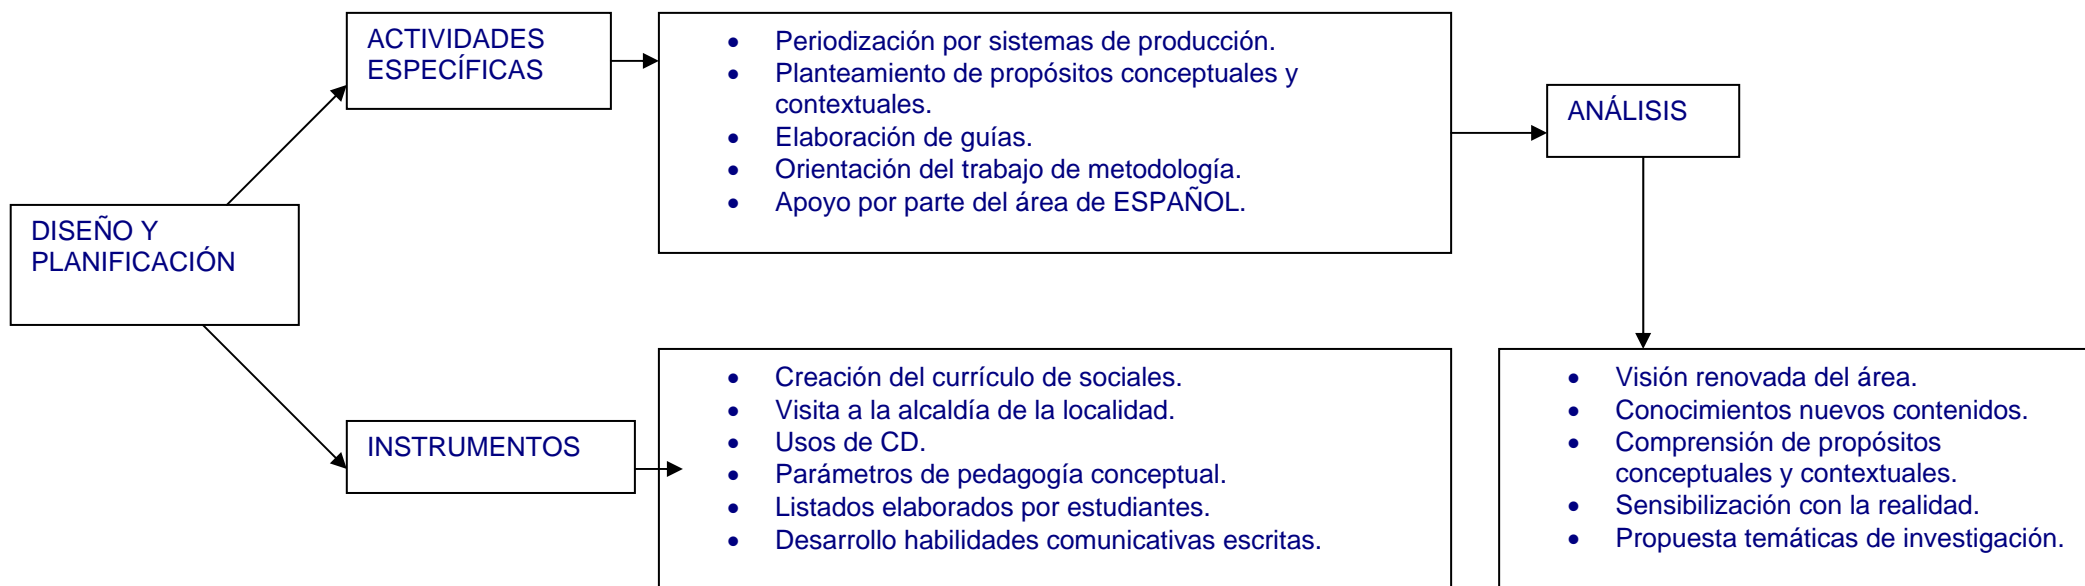 ACTIVIDADES
ESPECÍFICAS
• Periodización por sistemas de producción.
• Planteamiento de propósitos conceptuales y
contextuales.
• Elaboración de guías.
• Orientación del trabajo de metodología.
• Apoyo por parte del área de ESPAÑOL.
ANÁLISIS
DISEÑO Y
PLANIFICACIÓN
INSTRUMENTOS
• Creación del currículo de sociales.
• Visita a la alcaldía de la localidad.
• Usos de CD.
• Parámetros de pedagogía conceptual.
• Listados elaborados por estudiantes.
• Desarrollo habilidades comunicativas escritas.
• Visión renovada del área.
• Conocimientos nuevos contenidos.
• Comprensión de propósitos
conceptuales y contextuales.
• Sensibilización con la realidad.
• Propuesta temáticas de investigación.